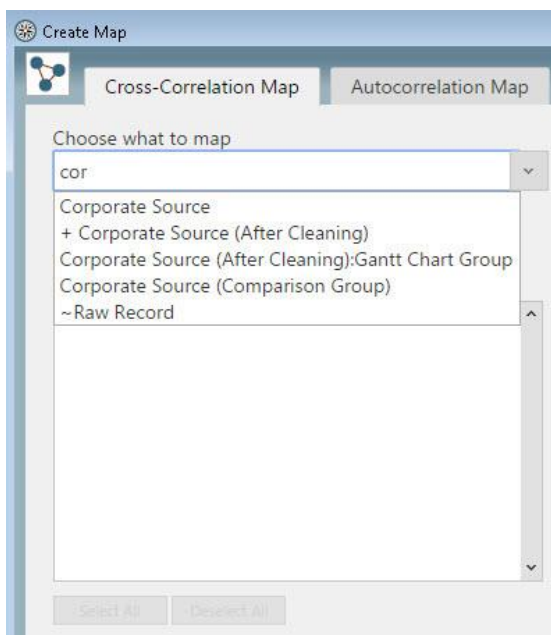 Create Map
Cross-Correlation Map
Autocorrelation Map
Choose what to map
cor
Corporate Source
+ Corporate Source (After Cleaning)
Corporate Source (After Cleaning):Gantt Chart Group
Corporate Source (Comparison Group)
~Raw Record
Select All
Deselect All